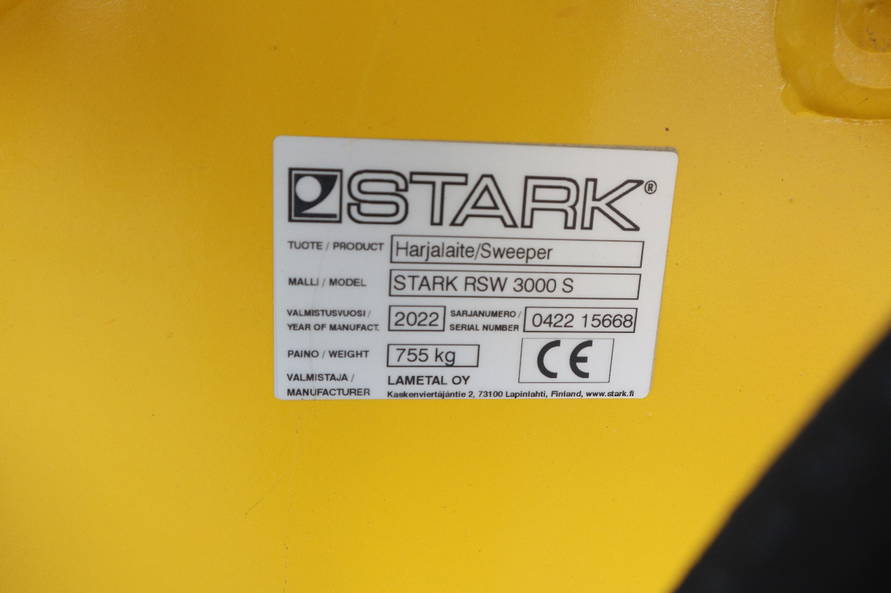 STARK®
TUOTE / PRODUCT Harjalaite/Sweeper
MALLI / MODEL STARK RSW 3000 S
VALMISTUSVUOSI / YEAR OF MANUFACT. 2022 SARJANUMERO / SERIAL NUMBER 0422 15668
PAINO / WEIGHT 755 kg CE
VALMISTAJA / MANUFACTURER LAMETAL OY
Kaskenviertäjäntie 2, 73100 Lapinlahti, Finland, www.stark.fi